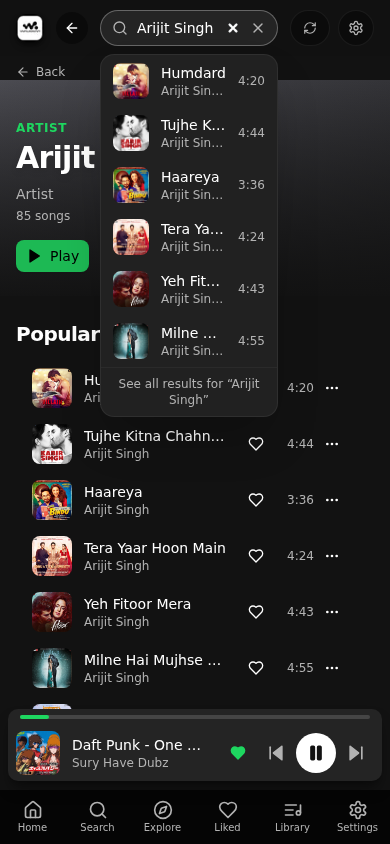 Arijit Singh
Back
Humdard
Arijit Sin...
4:20
Tujhe K...
Arijit Sin...
4:44
Haareya
Arijit Sin...
3:36
Tera Ya...
Arijit Sin...
4:24
Yeh Fit...
Arijit Sin...
4:43
Milne ...
Arijit Sin...
4:55
See all results for “Arijit
Singh”
ARTIST
Arijit
Artist
85 songs
Play
Popular
Hu
Ari
4:20
Tujhe Kitna Chahn...
Arijit Singh
4:44
Haareya
Arijit Singh
3:36
Tera Yaar Hoon Main
Arijit Singh
4:24
Yeh Fitoor Mera
Arijit Singh
4:43
Milne Hai Mujhse ...
Arijit Singh
4:55
Daft Punk - One ...
Sury Have Dubz
Home
Search
Explore
Liked
Library
Settings